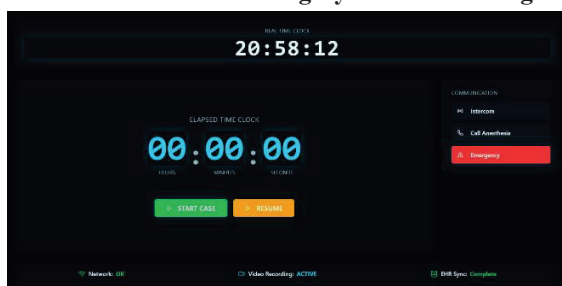 REAL TIME CLOCK
20:58:12
COMMUNICATION
Intercom
Call Anesthesia
Emergency
ELAPSED TIME CLOCK
00:00:00
HOURS MINUTES SECONDS
START CASE RESUME
Network: OK Video Recording: ACTIVE EHR Sync: Complete